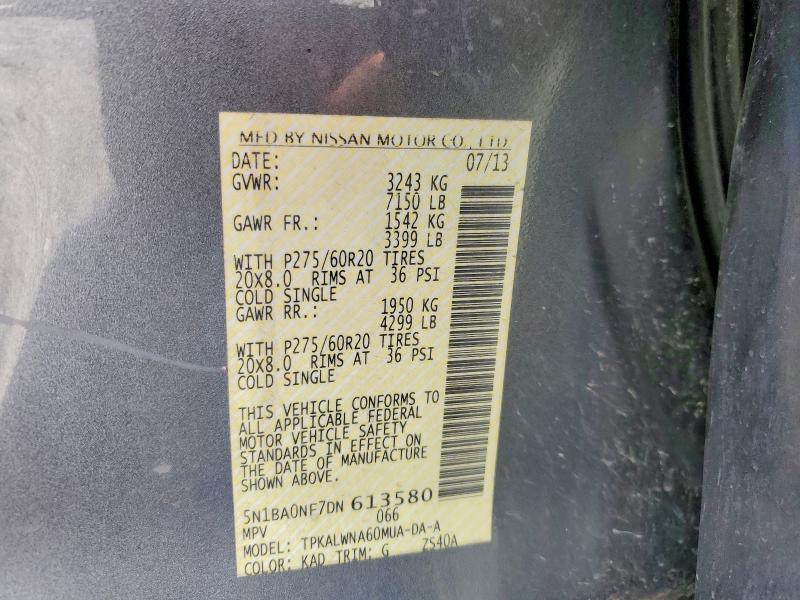 MFD BY NISSAN MOTOR CO., LTD.
DATE: 07/13
GVWR: 3243 KG
7150 LB
GAWR FR.: 1542 KG
3399 LB
WITH P275/60R20 TIRES
20X8.0 RIMS AT 36 PSI
COLD SINGLE
GAWR RR.: 1950 KG
4299 LB
WITH P275/60R20 TIRES
20X8.0 RIMS AT 36 PSI
COLD SINGLE
THIS VEHICLE CONFORMS TO
ALL APPLICABLE FEDERAL
MOTOR VEHICLE SAFETY
STANDARDS IN EFFECT ON
THE DATE OF MANUFACTURE
SHOWN ABOVE.
5N1BA0NF7DN 613580
MPV 066
MODEL: TPKALWNA60MUA-DA-A
COLOR: KAD TRIM: G ZS40A